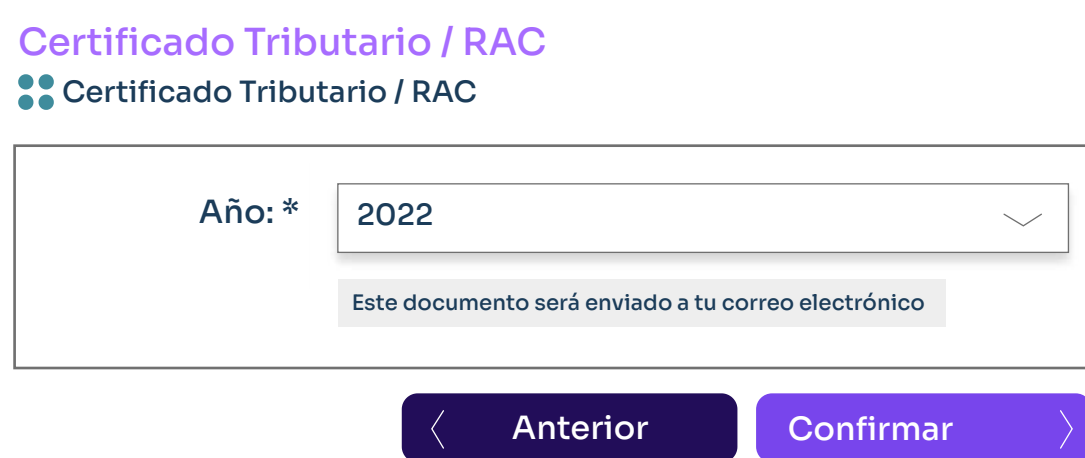 Certificado Tributario / RAC
Certificado Tributario / RAC
Año: * 2022
Este documento será enviado a tu correo electrónico
Anterior Confirmar